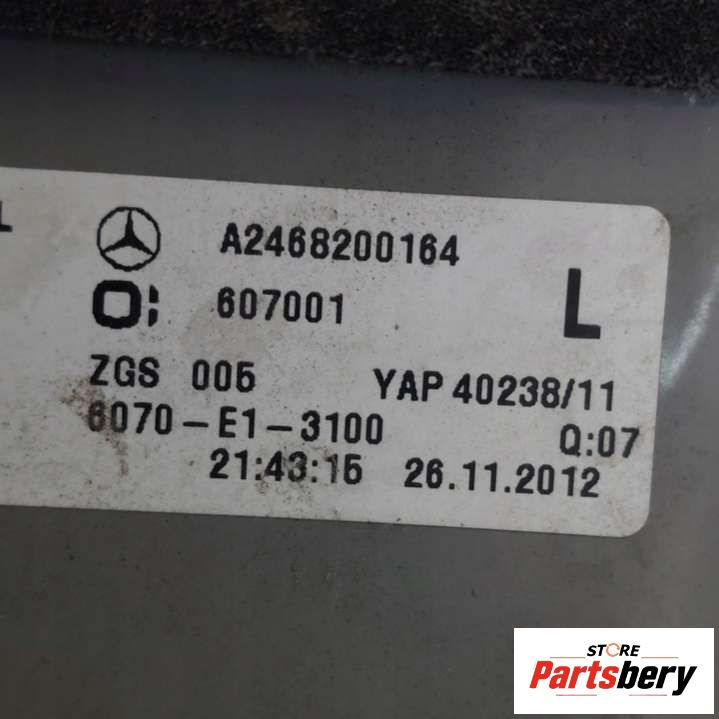 L
A2468200164
607001
L
ZGS 005
YAP 40238/11
6070-E1-3100
Q:07
21:43:15 26.11.2012
STORE
Partsbery